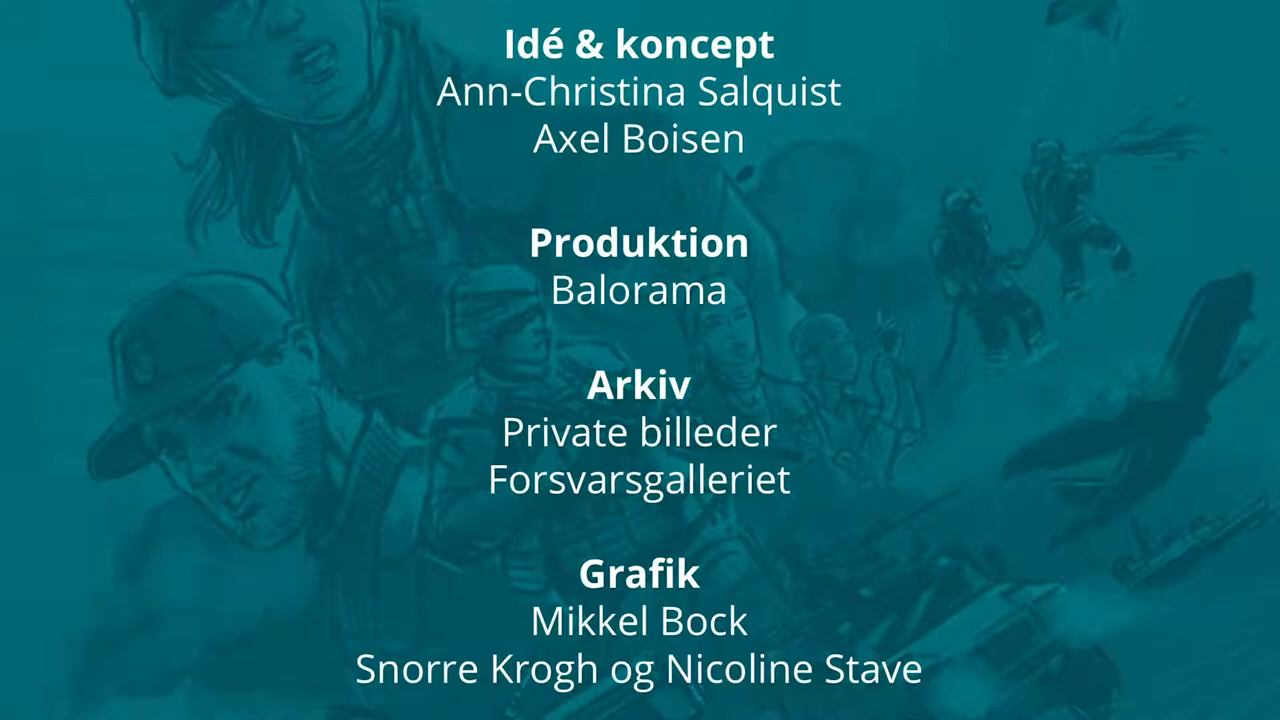 Idé & koncept
Ann-Christina Salquist
Axel Boisen
Produktion
Balorama
Arkiv
Private billeder
Forsvarsgalleriet
Grafik
Mikkel Bock
Snorre Krogh og Nicoline Stave